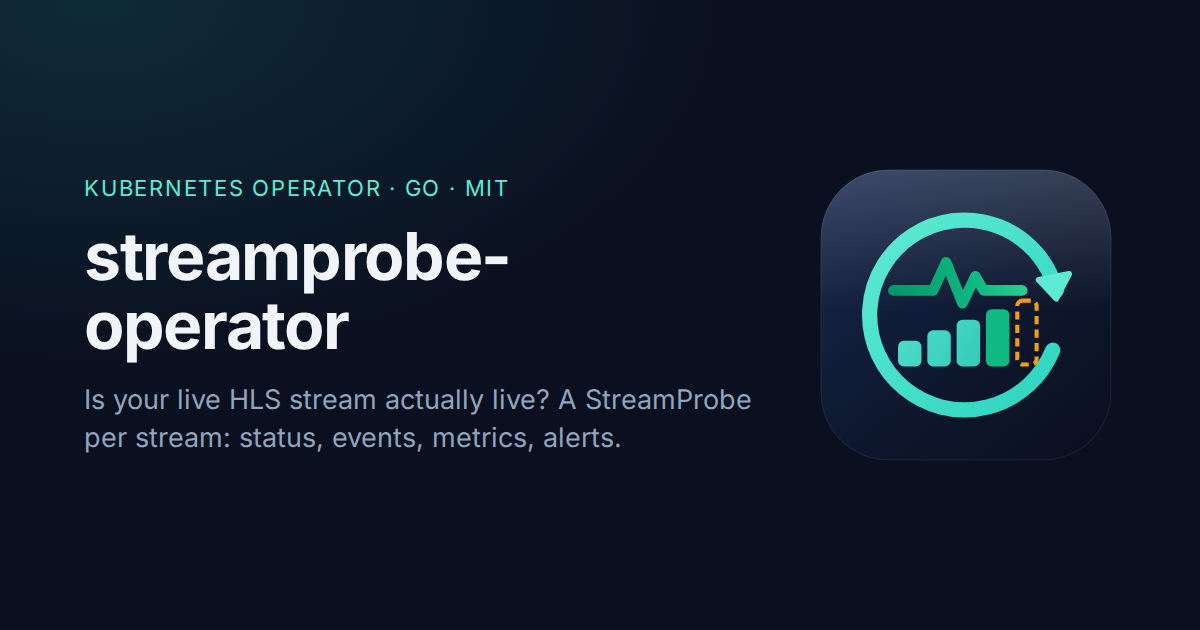 KUBERNETES OPERATOR · GO · MIT
streamprobe-
operator
Is your live HLS stream actually live? A StreamProbe
per stream: status, events, metrics, alerts.